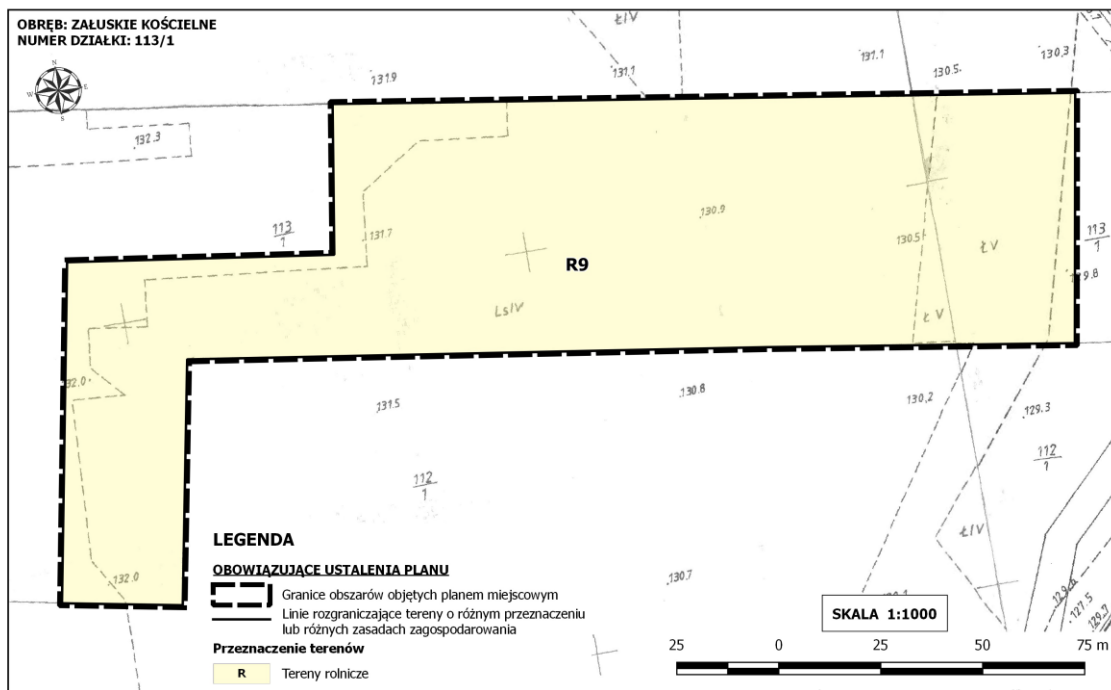 OBRĘB: ZAŁUSKIE KOŚCIELNE
NUMER DZIAŁKI: 113/1
N
W
E
S
ŁIV
131.9
131.1
131.1
130.5
130,3
132.3
113
1
131.7
130.9
130.5
ŁV
113
1
R9
LsIV
ŁV
132.0
131.5
130.8
130,2
129.3
112
1
112
1
ŁIV
132.0
130.7
127.5
LEGENDA
OBOWIĄZUJĄCE USTALENIA PLANU
Granice obszarów objętych planem miejscowym
Linie rozgraniczające tereny o różnym przeznaczeniu
lub różnych zasadach zagospodarowania
Przeznaczenie terenów
R Tereny rolnicze
SKALA 1:1000
25 0 25 50 75 m